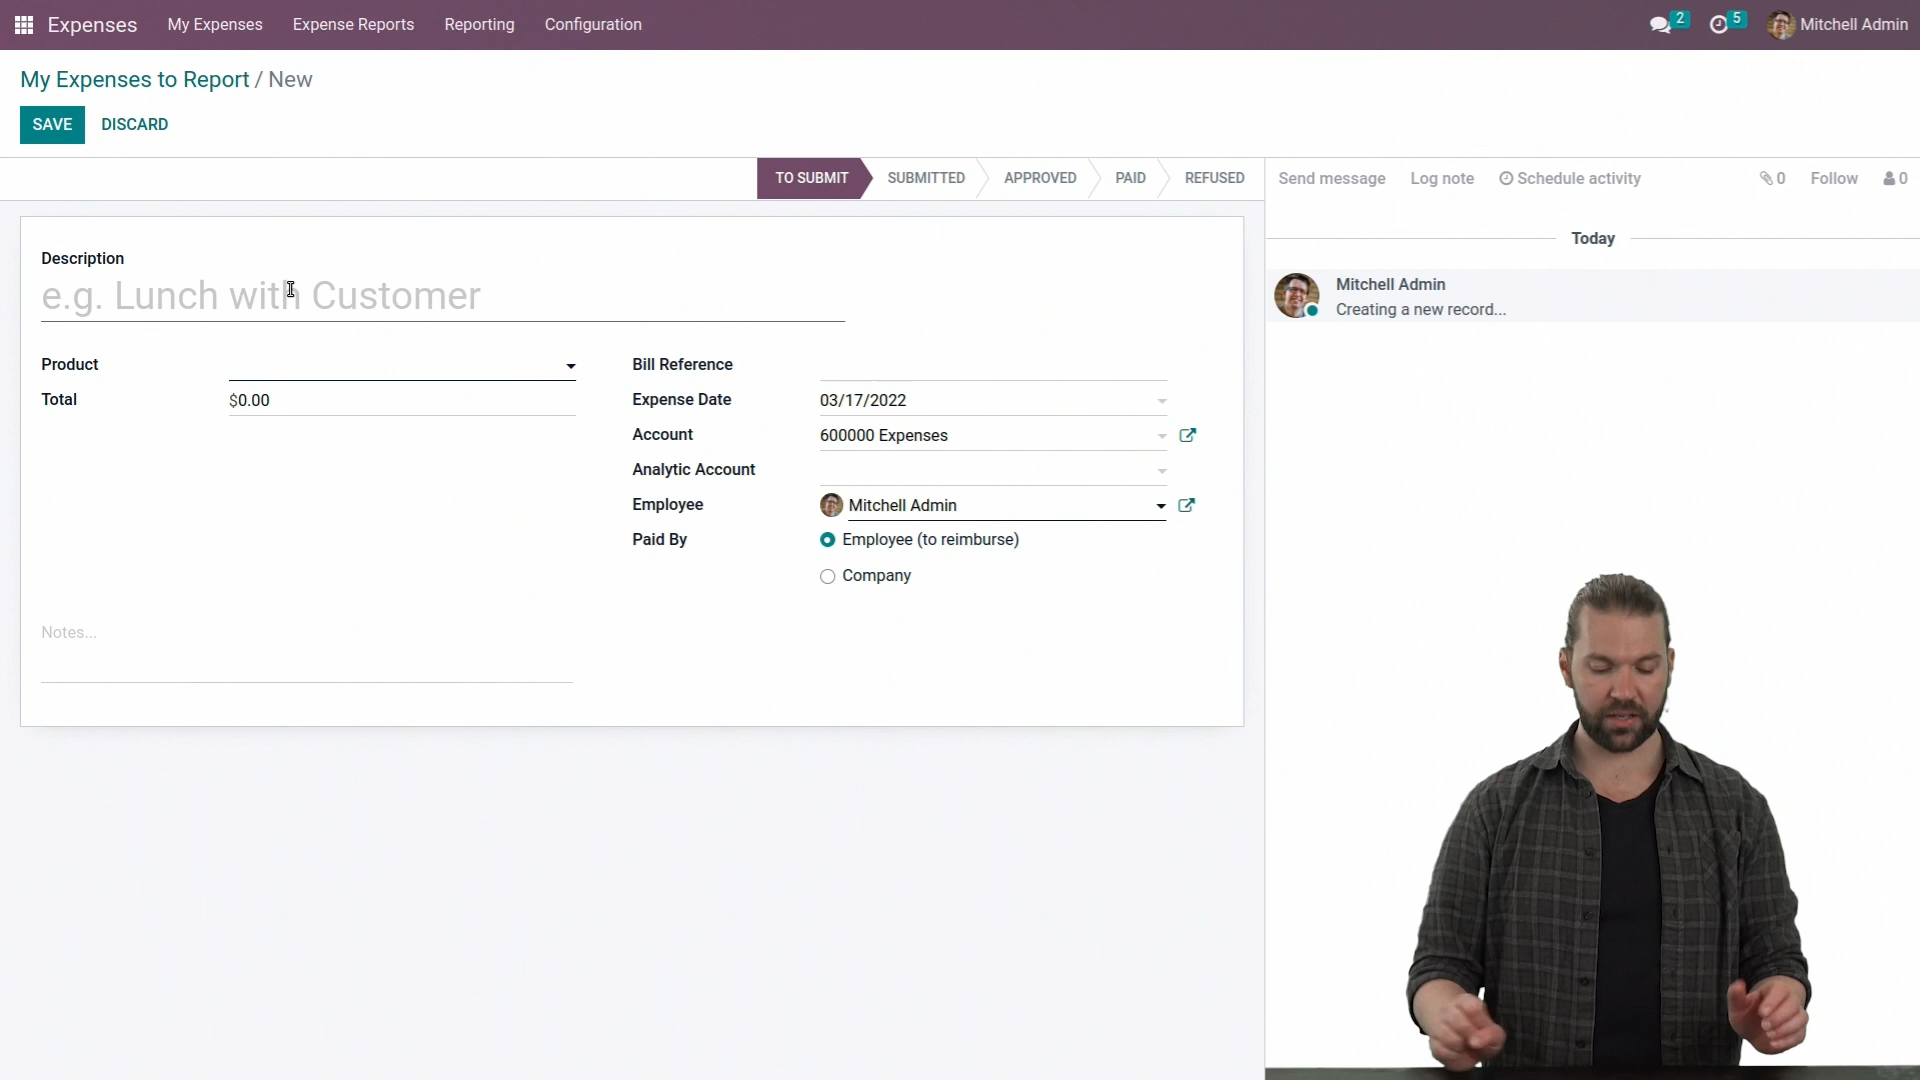 Expenses My Expenses Expense Reports Reporting Configuration 2 5 Mitchell Admin
My Expenses to Report / New
SAVE DISCARD
TO SUBMIT SUBMITTED APPROVED PAID REFUSED
Send message Log note Schedule activity 0 Follow 0
Description
e.g. Lunch with Customer
Product
Total $0.00
Bill Reference
Expense Date 03/17/2022
Account 600000 Expenses
Analytic Account
Employee Mitchell Admin
Paid By Employee (to reimburse)
Company
Notes...
Today
Mitchell Admin
Creating a new record...